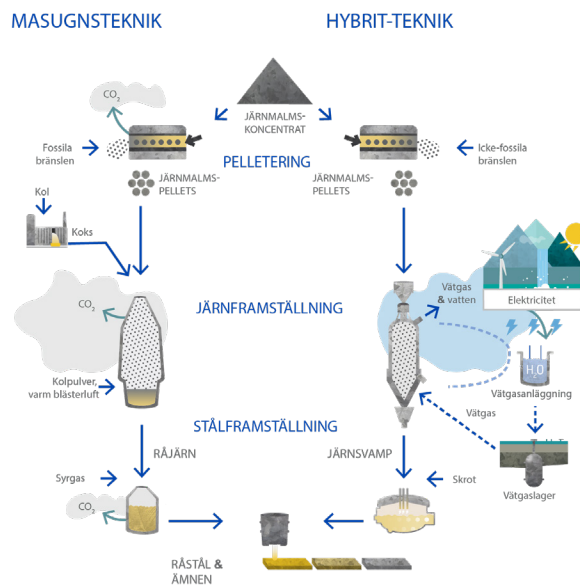 MASUGNSTEKNIK
HYBRIT-TEKNIK
CO2
JÄRNMALMS-
KONCENTRAT
Fossila
bränslen
PELLETERING
Icke-fossila
bränslen
JÄRNMALMS-
PELLETS
JÄRNMALMS-
PELLETS
Kol
Koks
Vätgas
& vatten
Elektricitet
CO2
JÄRNFRAMSTÄLLNING
H2O
Vätgasanläggning
Kolpulver,
varm blästerluft
Vätgas
STÅLFRAMSTÄLLNING
RÅJÄRN
JÄRNSVAMP
Syrgas
Skrot
Vätgaslager
CO2
RÅSTÅL &
ÄMNEN